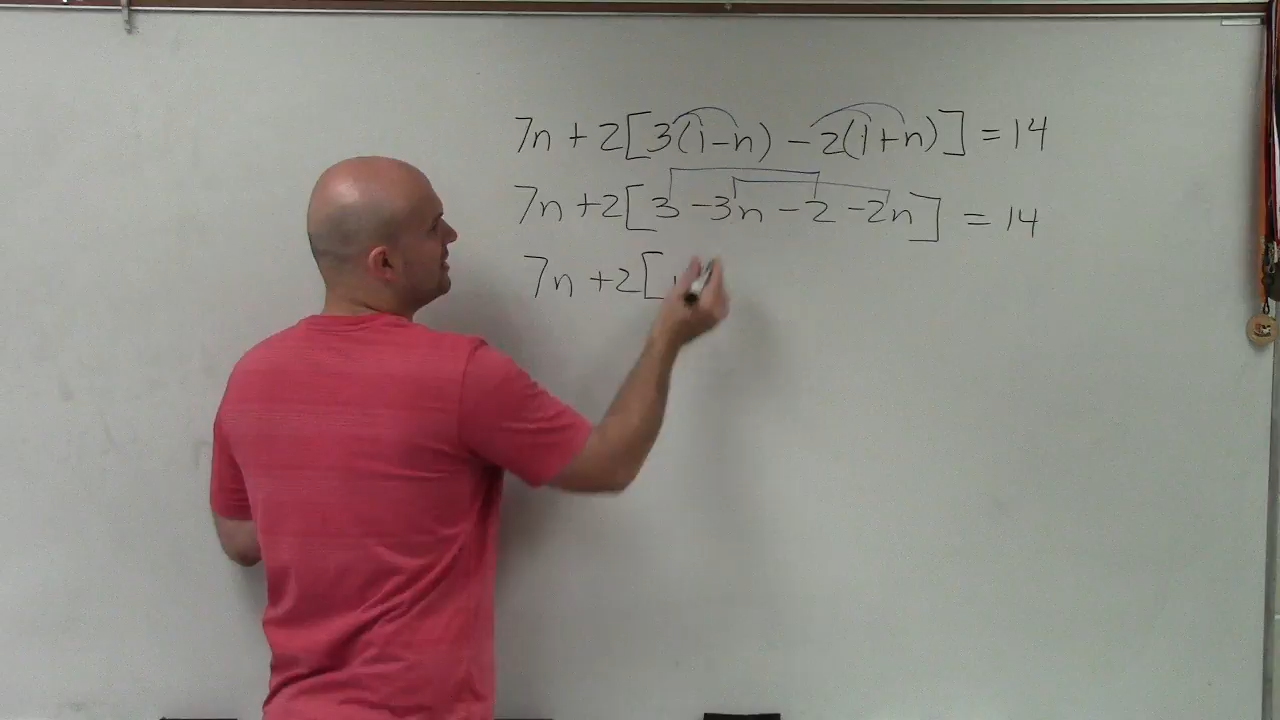 7n + 2[3(1-n) - 2(1+n)] = 14
7n + 2[3 - 3n - 2 - 2n] = 14
7n + 2[